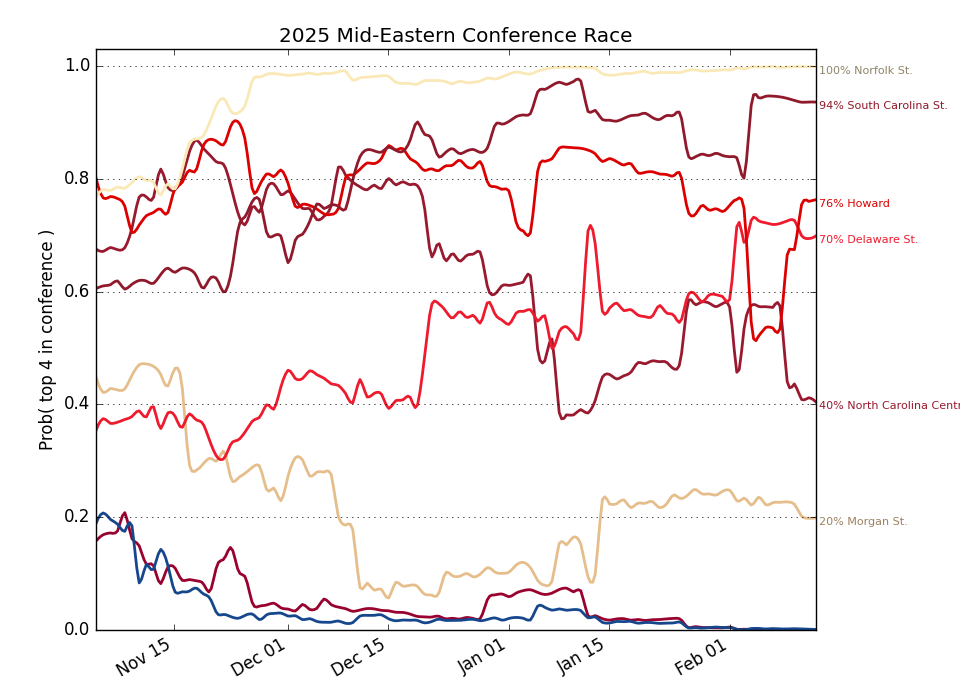 2025 Mid-Eastern Conference Race
Prob( top 4 in conference )
1.0
0.8
0.6
0.4
0.2
0.0
100% Norfolk St.
94% South Carolina St.
76% Howard
70% Delaware St.
40% North Carolina Centr
20% Morgan St.
Nov 15
Dec 01
Dec 15
Jan 01
Jan 15
Feb 01